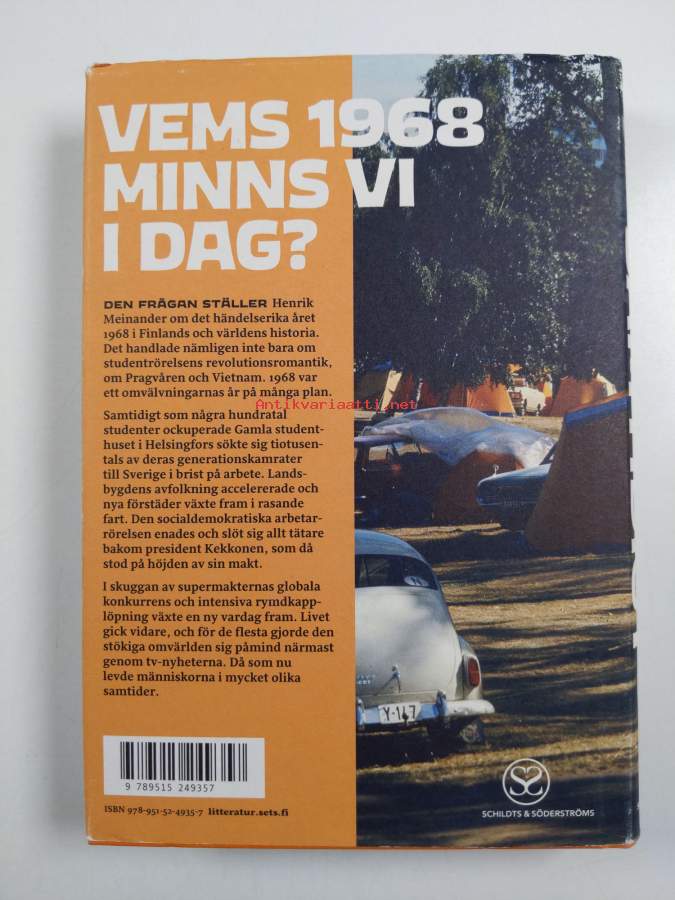 VEMS 1968
MINNS VI
I DAG?
DEN FRÅGAN STÄLLER Henrik
Meinander om det händelserika året
1968 i Finlands och världens historia.
Det handlade nämligen inte bara om
studentrörelsens revolutionsromantik,
om Pragvåren och Vietnam. 1968 var
ett omvälvningarnas år på många plan.
Antikvariaatti.net
Samtidigt som några hundratal
studenter ockuperade Gamla student-
huset i Helsingfors sökte sig tiotusen-
tals av deras generationskamrater
till Sverige i brist på arbete. Lands-
bygdens avfolkning accelererade och
nya förstäder växte fram i rasande
fart. Den socialdemokratiska arbetar-
rörelsen enades och slöt sig allt tätare
bakom president Kekkonen, som då
stod på höjden av sin makt.
I skuggan av supermakternas globala
konkurrens och intensiva rymdkapp-
löpning växte en ny vardag fram. Livet
gick vidare, och för de flesta gjorde den
stökiga omvärlden sig påmind närmast
genom tv-nyheterna. Då som nu
levde människorna i mycket olika
samtider.
Y-147
9 789515 249357
ISBN 978-951-52-4935-7 litteratur.sets.fi
SCHILDTS & SÖDERSTRÖMS